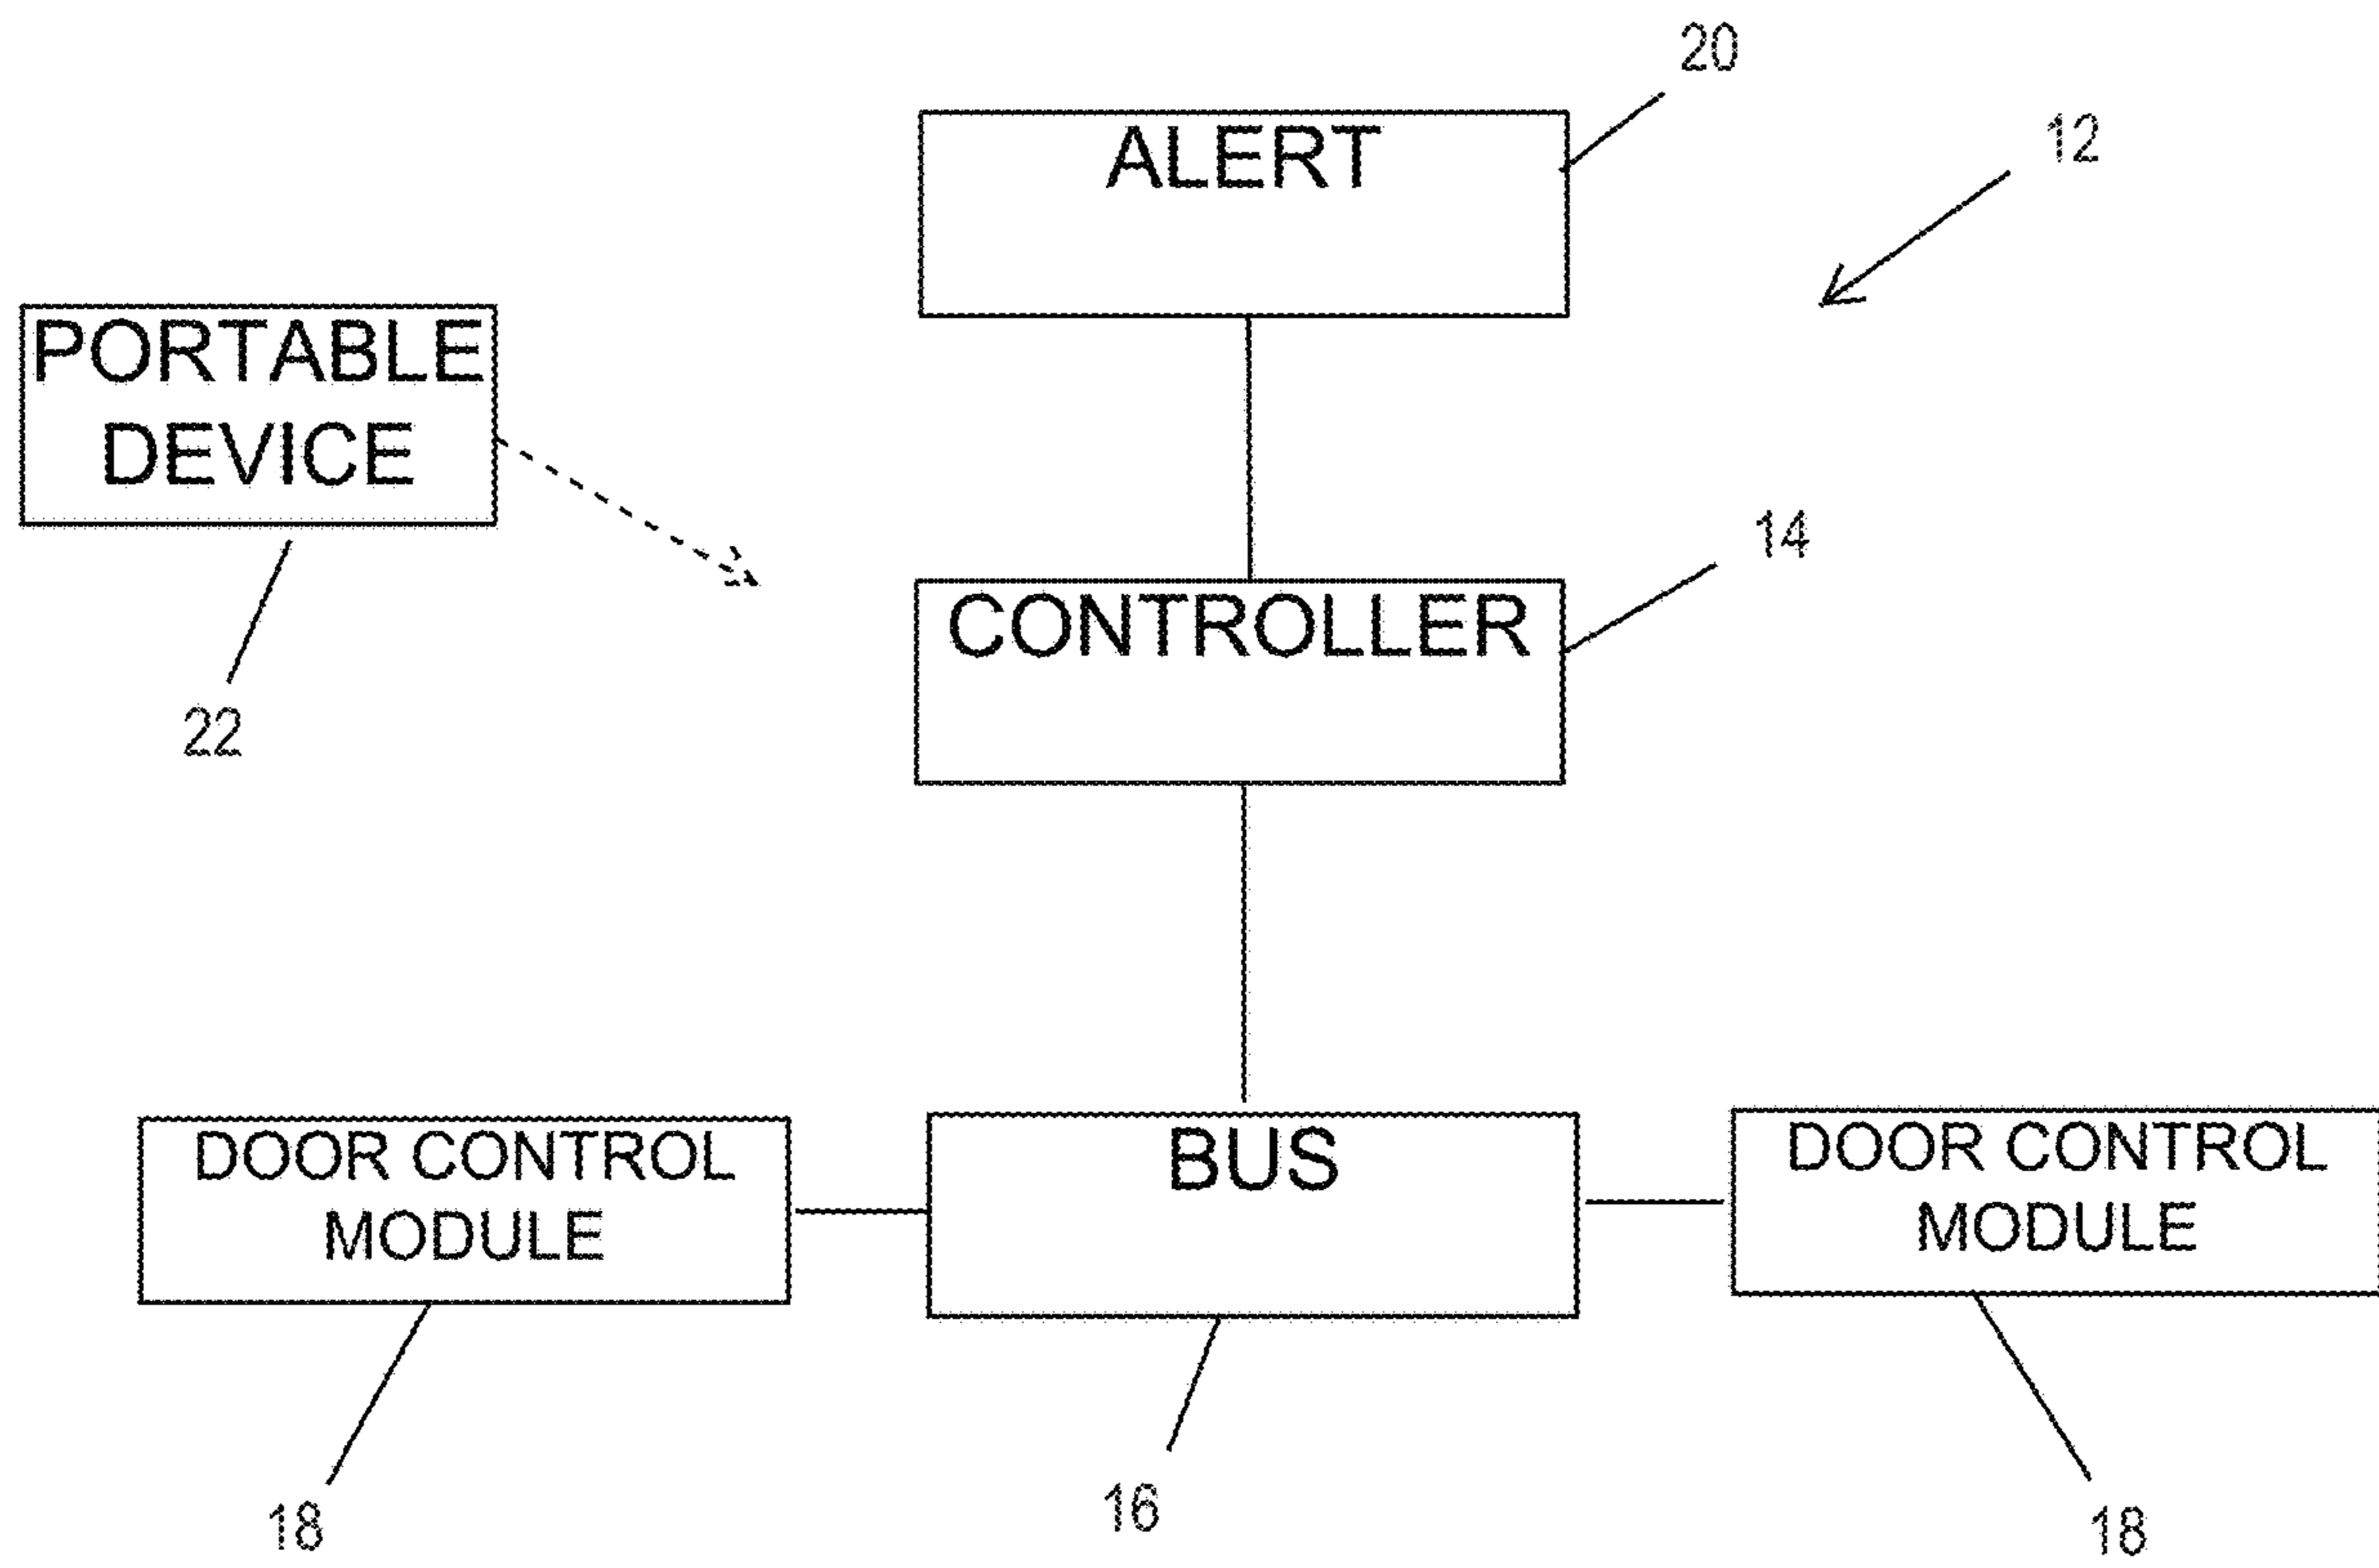 20
ALERT
12
PORTABLE
DEVICE
14
CONTROLLER
22
DOOR CONTROL
MODULE
BUS
DOOR CONTROL
MODULE
18
16
18